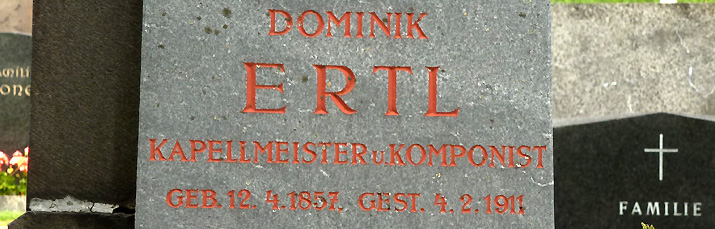 DOMINIK
ERTL
KAPELLMEISTER u. KOMPONIST
GEB. 12. 4. 1857. GEST. 4. 2. 1911
FAMILIE